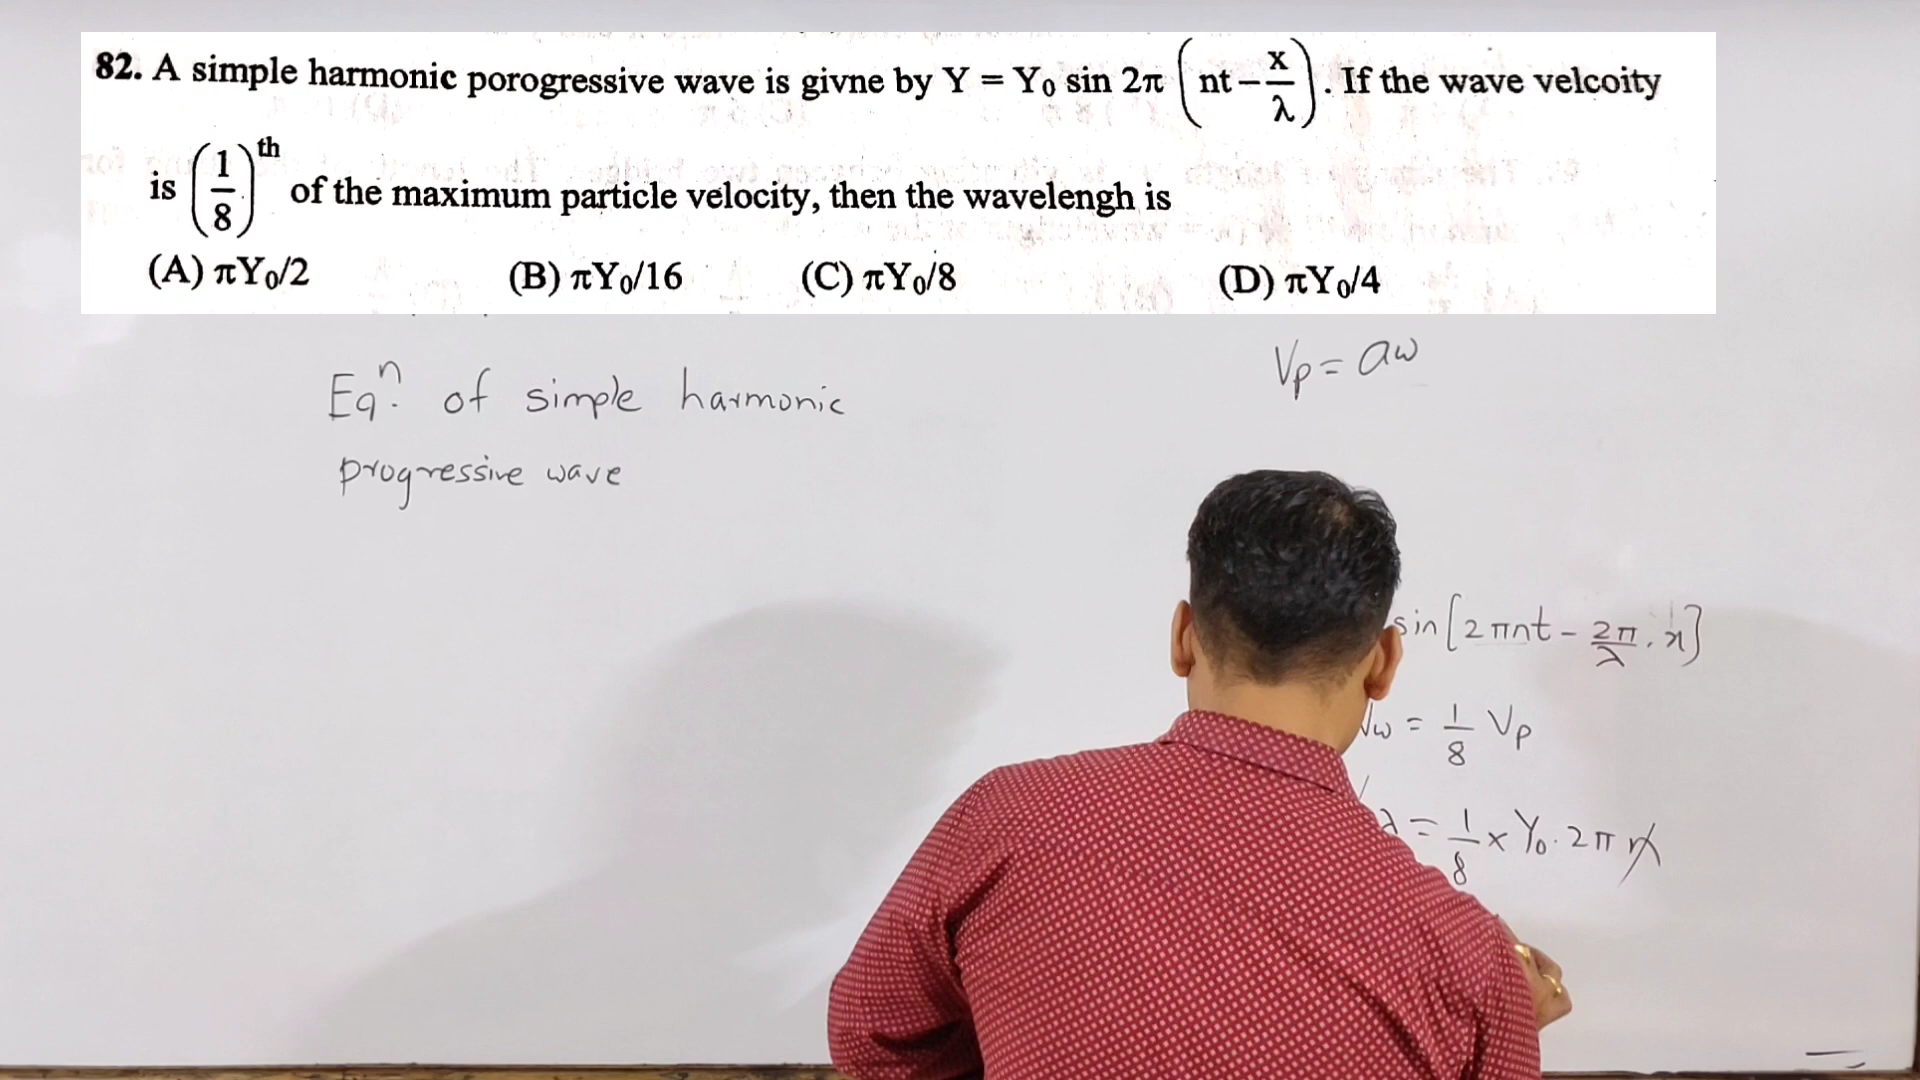 82. A simple harmonic porogressive wave is givne by Y = Y₀ sin 2π (nt − x/λ). If the wave velcoity
is (1/8)th of the maximum particle velocity, then the wavelengh is
(A) πY₀/2 (B) πY₀/16 (C) πY₀/8 (D) πY₀/4
Vp = aω
Eqn. of simple harmonic
progressive wave
sin [2πnt − 2π/λ . x]
Vω = 1/8 Vp
λ = 1/8 × Y₀ . 2π n